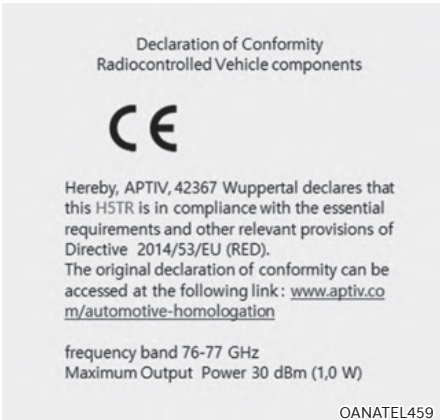 Declaration of Conformity
Radiocontrolled Vehicle components
CE
Hereby, APTIV, 42367 Wuppertal declares that
this H5TR is in compliance with the essential
requirements and other relevant provisions of
Directive 2014/53/EU (RED).
The original declaration of conformity can be
accessed at the following link: www.aptiv.co
m/automotive-homologation
frequency band 76-77 GHz
Maximum Output Power 30 dBm (1,0 W)
OANATEL459